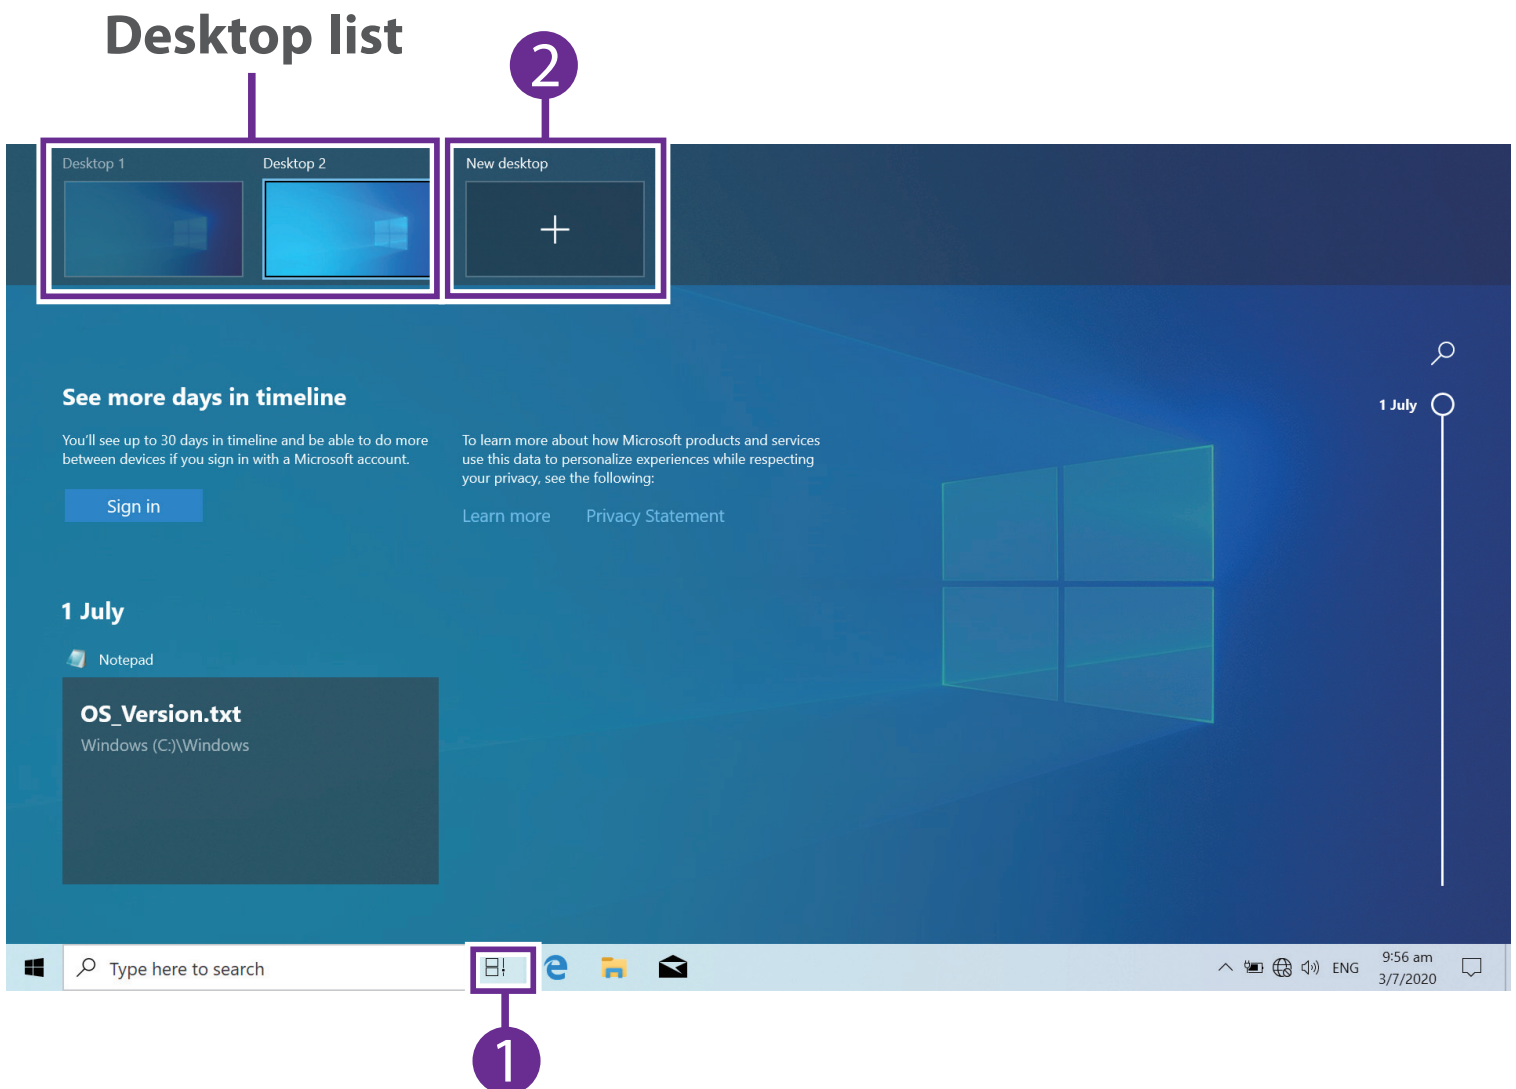 Desktop list
2
Desktop 1
Desktop 2
New desktop
See more days in timeline
You'll see up to 30 days in timeline and be able to do more
between devices if you sign in with a Microsoft account.
Sign in
To learn more about how Microsoft products and services
use this data to personalize experiences while respecting
your privacy, see the following:
Learn more
Privacy Statement
1 July
1 July
Notepad
OS_Version.txt
Windows (C:)\Windows
Type here to search
ENG
9:56 am
3/7/2020
1